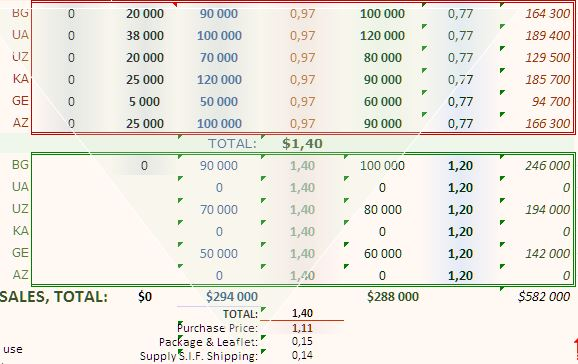 BG 0 20 000 90 000 0,97 100 000 0,77 164 300
UA 0 38 000 100 000 0,97 120 000 0,77 189 400
UZ 0 20 000 70 000 0,97 80 000 0,77 129 500
KA 0 25 000 120 000 0,97 90 000 0,77 185 700
GE 0 5 000 50 000 0,97 60 000 0,77 94 700
AZ 0 25 000 100 000 0,97 90 000 0,77 166 300
TOTAL: $1,40
BG 0 90 000 1,40 100 000 1,20 246 000
UA 0 1,40 0 1,20 0
UZ 70 000 1,40 80 000 1,20 194 000
KA 0 1,40 0 1,20 0
GE 50 000 1,40 60 000 1,20 142 000
AZ 0 1,40 0 1,20 0
SALES, TOTAL: $0 $294 000 $288 000 $582 000
TOTAL: 1,40
Purchase Price: 1,11
Package & Leaflet: 0,15
use
Supply S.I.F. Shipping: 0,14